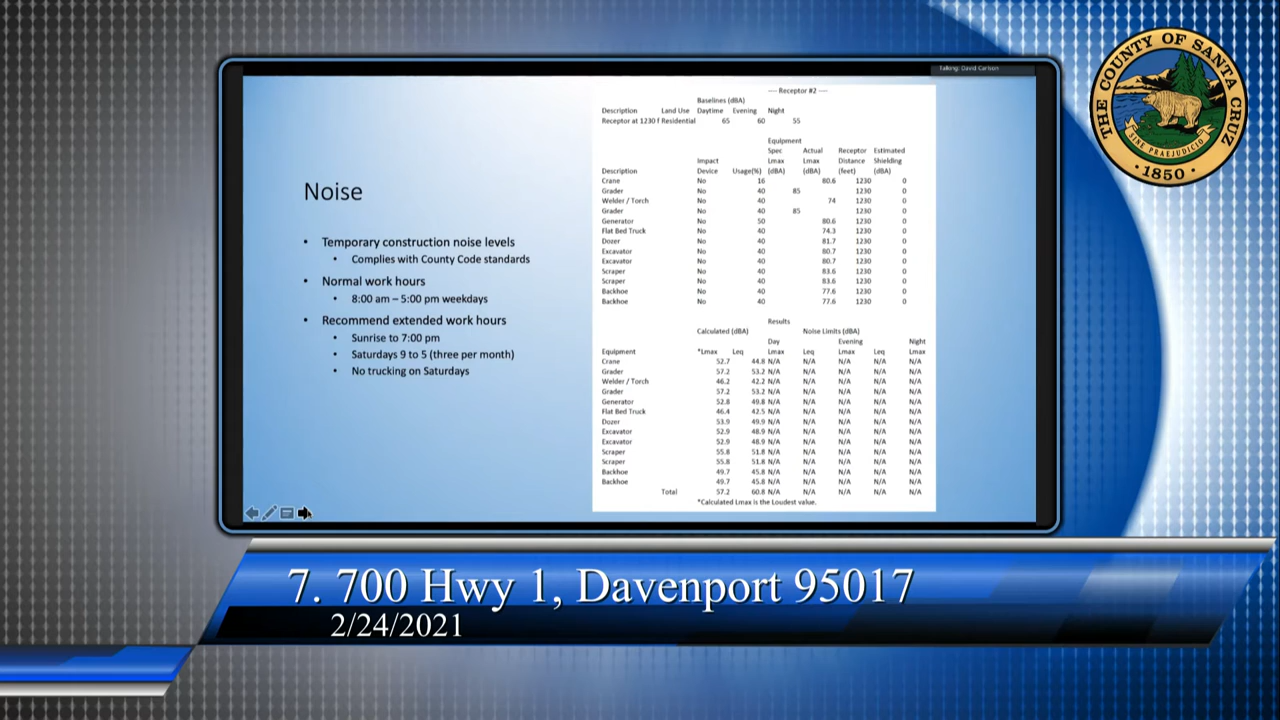 Talking: David Carlson
THE COUNTY OF SANTA CRUZ
SINE PRAEJUDICIO
• 1850 •
Noise
• Temporary construction noise levels
• Complies with County Code standards
• Normal work hours
• 8:00 am – 5:00 pm weekdays
• Recommend extended work hours
• Sunrise to 7:00 pm
• Saturdays 9 to 5 (three per month)
• No trucking on Saturdays
---- Receptor #2 ----
Baselines (dBA)
Description Land Use Daytime Evening Night
Receptor at 1230 f Residential 65 60 55
Equipment
Spec Actual Receptor Estimated
Impact Lmax Lmax Distance Shielding
Description Device Usage(%) (dBA) (dBA) (feet) (dBA)
Crane No 16 80.6 1230 0
Grader No 40 85 1230 0
Welder / Torch No 40 74 1230 0
Grader No 40 85 1230 0
Generator No 50 80.6 1230 0
Flat Bed Truck No 40 74.3 1230 0
Dozer No 40 81.7 1230 0
Excavator No 40 80.7 1230 0
Excavator No 40 80.7 1230 0
Scraper No 40 83.6 1230 0
Scraper No 40 83.6 1230 0
Backhoe No 40 77.6 1230 0
Backhoe No 40 77.6 1230 0
Results
Calculated (dBA) Noise Limits (dBA)
Day Evening Night
Equipment *Lmax Leq Lmax Leq Lmax Leq Lmax
Crane 52.7 44.8 N/A N/A N/A N/A N/A
Grader 57.2 53.2 N/A N/A N/A N/A N/A
Welder / Torch 46.2 42.2 N/A N/A N/A N/A N/A
Grader 57.2 53.2 N/A N/A N/A N/A N/A
Generator 52.8 49.8 N/A N/A N/A N/A N/A
Flat Bed Truck 46.4 42.5 N/A N/A N/A N/A N/A
Dozer 53.9 49.9 N/A N/A N/A N/A N/A
Excavator 52.9 48.9 N/A N/A N/A N/A N/A
Excavator 52.9 48.9 N/A N/A N/A N/A N/A
Scraper 55.8 51.8 N/A N/A N/A N/A N/A
Scraper 55.8 51.8 N/A N/A N/A N/A N/A
Backhoe 49.7 45.8 N/A N/A N/A N/A N/A
Backhoe 49.7 45.8 N/A N/A N/A N/A N/A
Total 57.2 60.8 N/A N/A N/A N/A N/A
*Calculated Lmax is the Loudest value.
7. 700 Hwy 1, Davenport 95017
2/24/2021